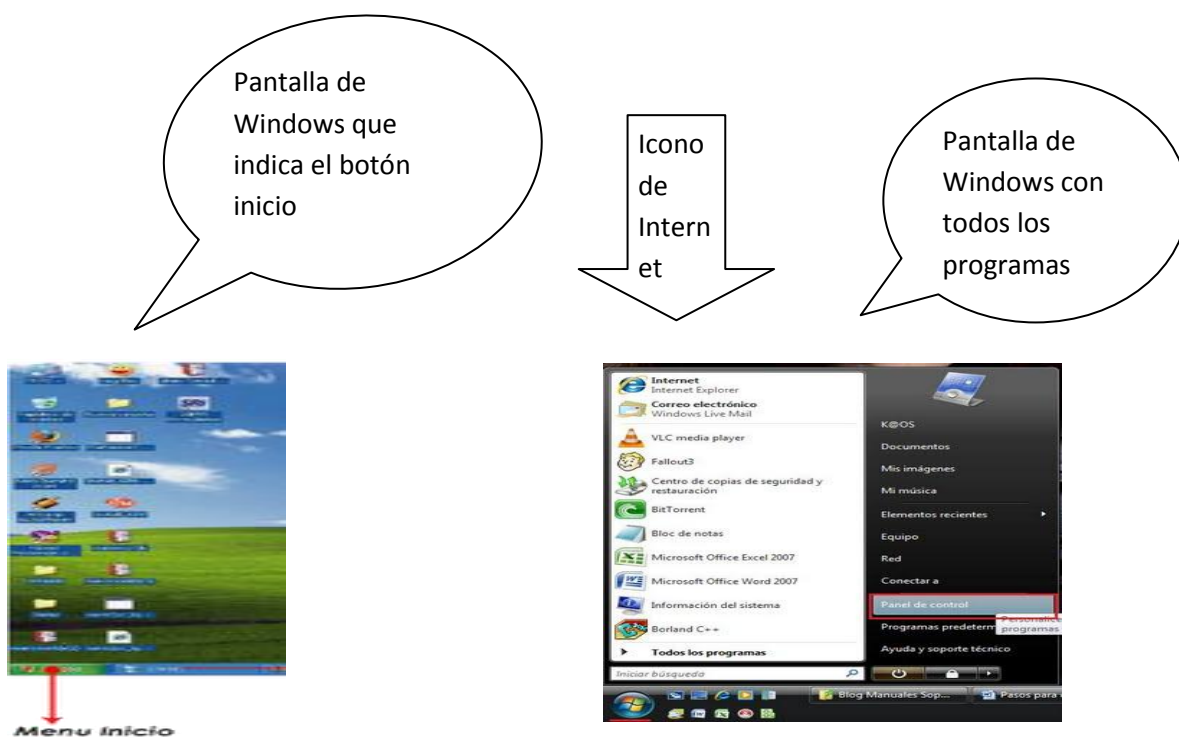 Pantalla de
Windows que
indica el botón
inicio
Icono
de
Intern
et
Pantalla de
Windows con
todos los
programas
Menu Inicio
Internet
Internet Explorer
Correo electrónico
Windows Live Mail
VLC media player
Fallout3
Centro de copias de seguridad y
restauración
BitTorrent
Bloc de notas
Microsoft Office Excel 2007
Microsoft Office Word 2007
Información del sistema
Borland C++
Todos los programas
Iniciar búsqueda
K@OS
Documentos
Mis imágenes
Mi música
Elementos recientes
Equipo
Red
Conectar a
Panel de control
Personalice
Programas predeterm
programas
Ayuda y soporte técnico
Blog Manuales Sop...
Pasos para